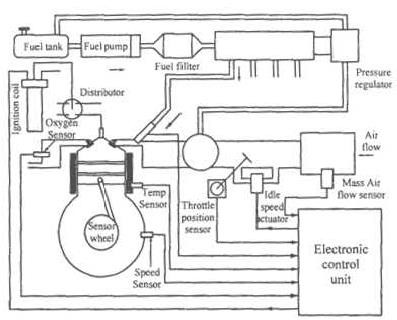 Fuel tank
Fuel pump
Fuel fillter
Pressure
regulator
Ignition coil
Distributor
Oxygen
Sensor
Air
flow
Mass Air
flow sensor
Temp
Sensor
Throttle
position
sensor
Idle
speed
actuator
Sensor
wheel
Speed
Sensor
Electronic
control
unit